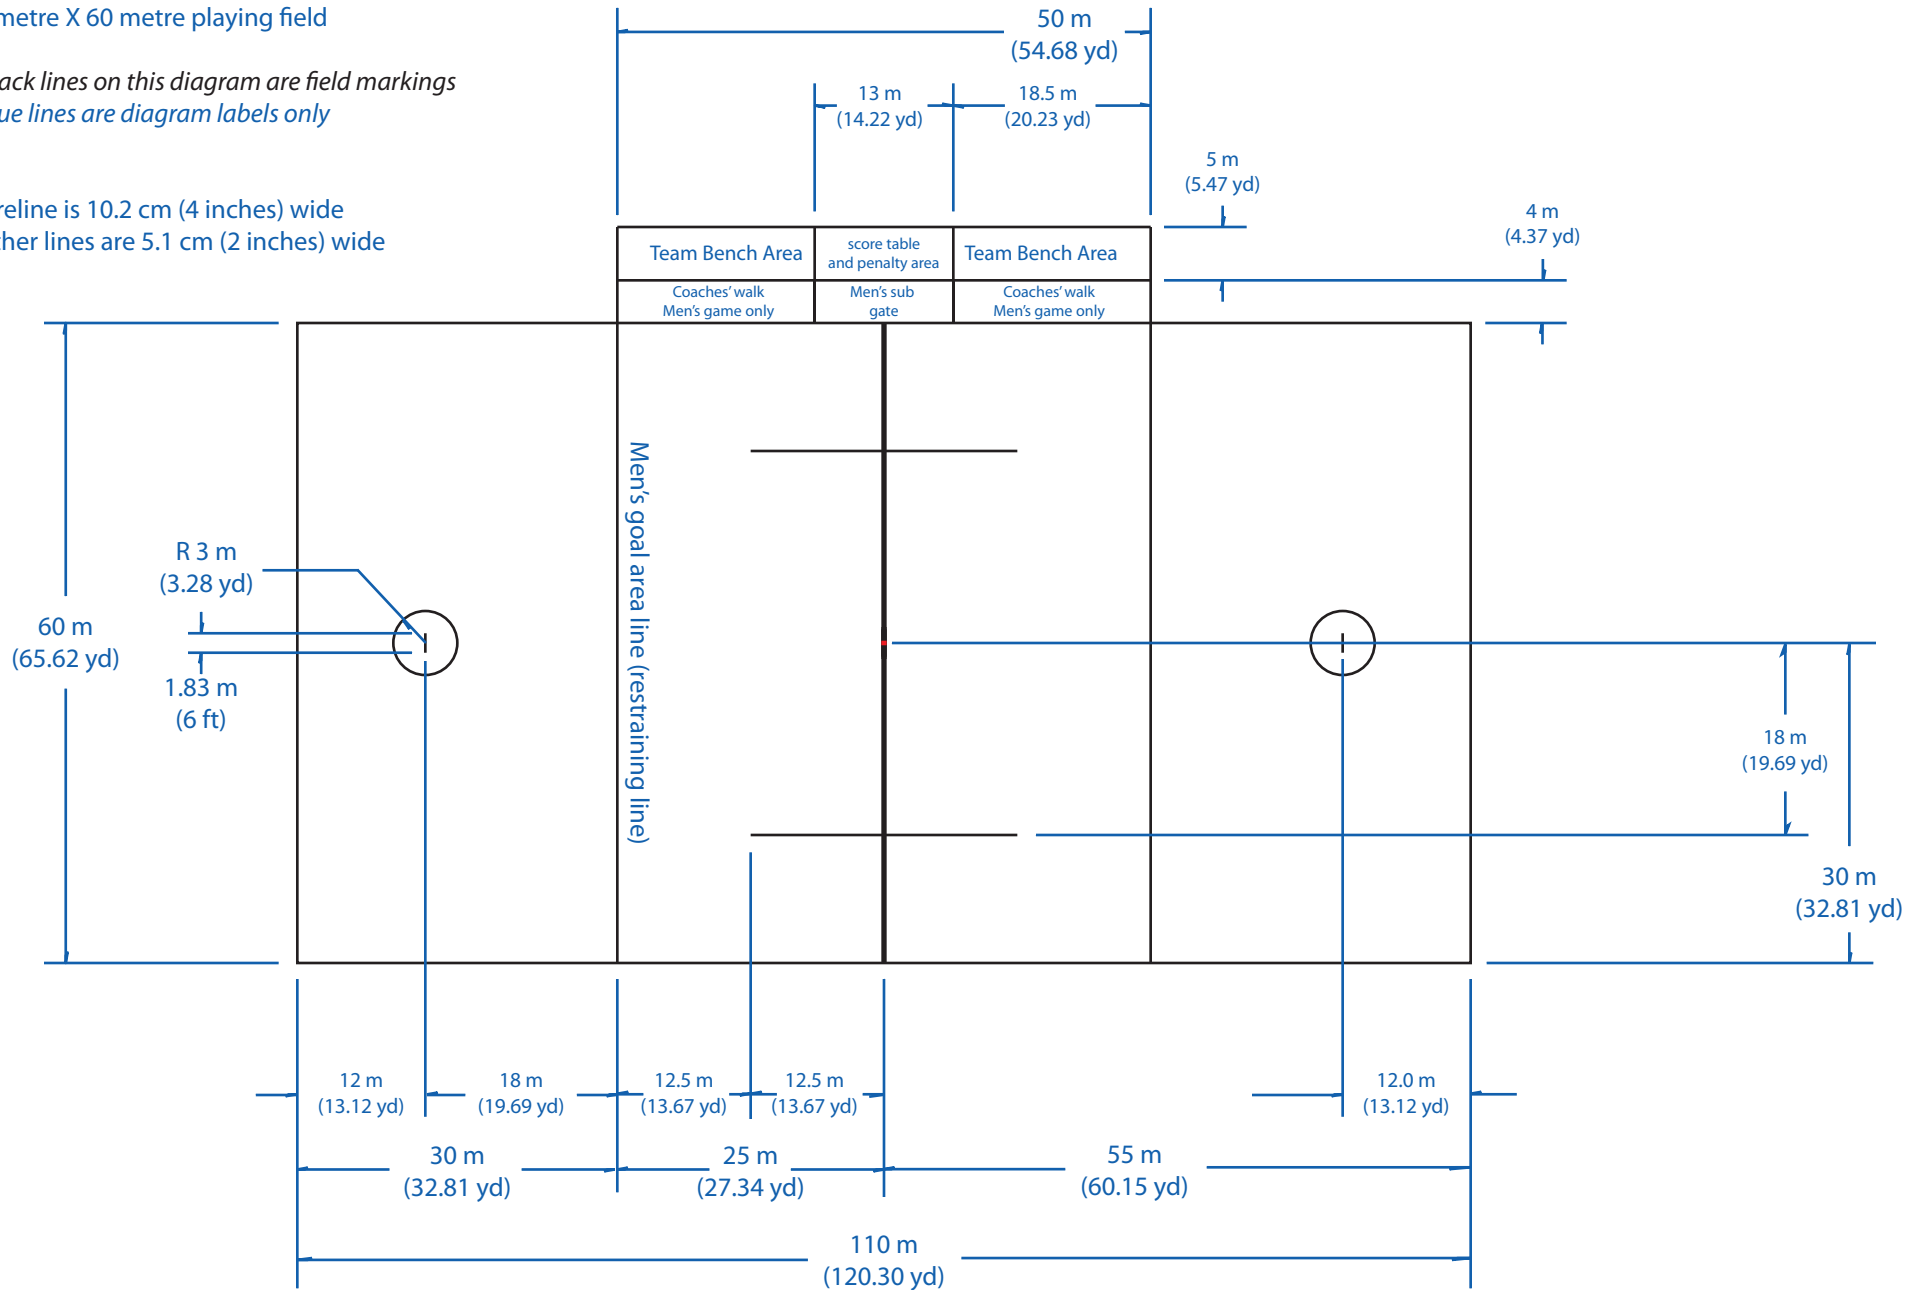 metre X 60 metre playing field
ack lines on this diagram are field markings
ue lines are diagram labels only
reline is 10.2 cm (4 inches) wide
ther lines are 5.1 cm (2 inches) wide
50 m
(54.68 yd)
13 m
(14.22 yd)
18.5 m
(20.23 yd)
5 m
(5.47 yd)
4 m
(4.37 yd)
Team Bench Area
score table
and penalty area
Team Bench Area
Coaches' walk
Men's game only
Men's sub
gate
Coaches' walk
Men's game only
Men's goal area line (restraining line)
R 3 m
(3.28 yd)
60 m
(65.62 yd)
1.83 m
(6 ft)
18 m
(19.69 yd)
30 m
(32.81 yd)
12 m
(13.12 yd)
18 m
(19.69 yd)
12.5 m
(13.67 yd)
12.5 m
(13.67 yd)
12.0 m
(13.12 yd)
30 m
(32.81 yd)
25 m
(27.34 yd)
55 m
(60.15 yd)
110 m
(120.30 yd)